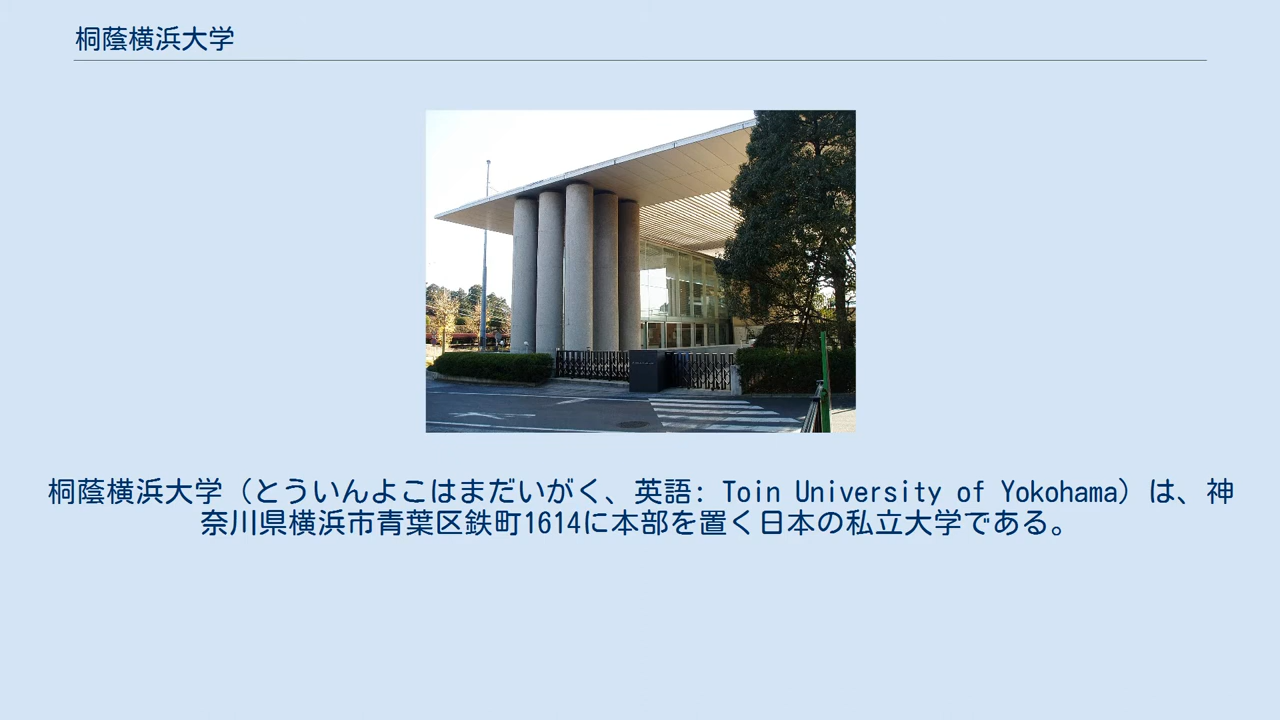 桐蔭横浜大学
桐蔭横浜大学（とういんよこはまだいがく、英語: Toin University of Yokohama）は、神
奈川県横浜市青葉区鉄町1614に本部を置く日本の私立大学である。